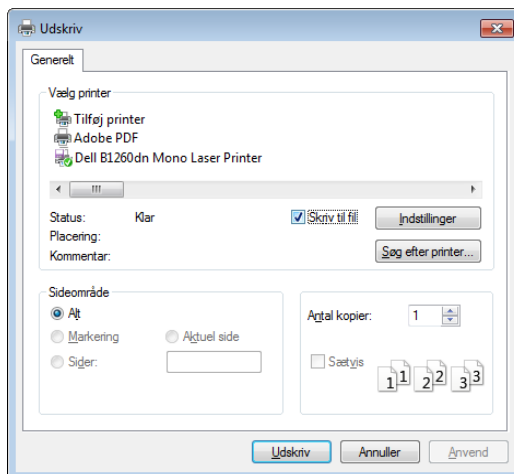 Udskriv
Generelt
Vælg printer
Tilføj printer
Adobe PDF
Dell B1260dn Mono Laser Printer
Status: Klar
Skriv til fil
Indstillinger
Placering:
Kommentar:
Søg efter printer...
Sideområde
Alt
Markering
Aktuel side
Sider:
Antal kopier: 1
Sætvis
1 1 2 2 3 3
Udskriv
Annuller
Anvend